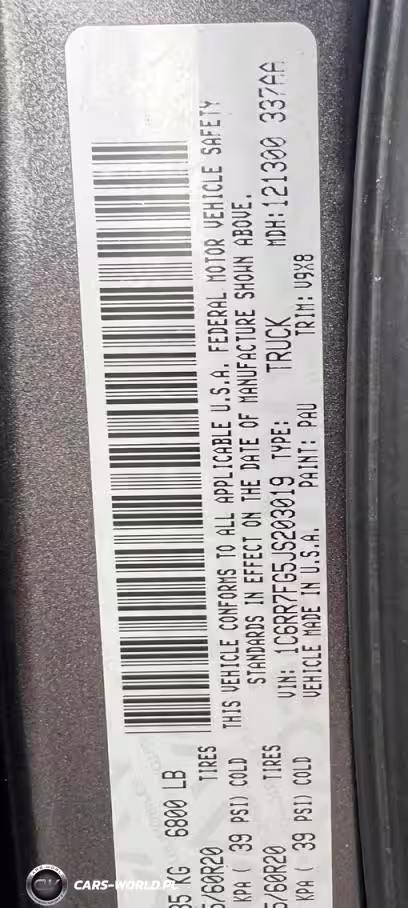 85 KG 6800 LB
5/60R20 TIRES
KPA ( 39 PSI) COLD
5/60R20 TIRES
KPA ( 39 PSI) COLD
THIS VEHICLE CONFORMS TO ALL APPLICABLE U.S.A. FEDERAL MOTOR VEHICLE SAFETY
STANDARDS IN EFFECT ON THE DATE OF MANUFACTURE SHOWN ABOVE.
VIN: 1C6RR7FG5JS203019 TYPE: TRUCK MDH: 121300 337AA
VEHICLE MADE IN U.S.A. PAINT: PAU TRIM: V9X8
CARS-WORLD.PL